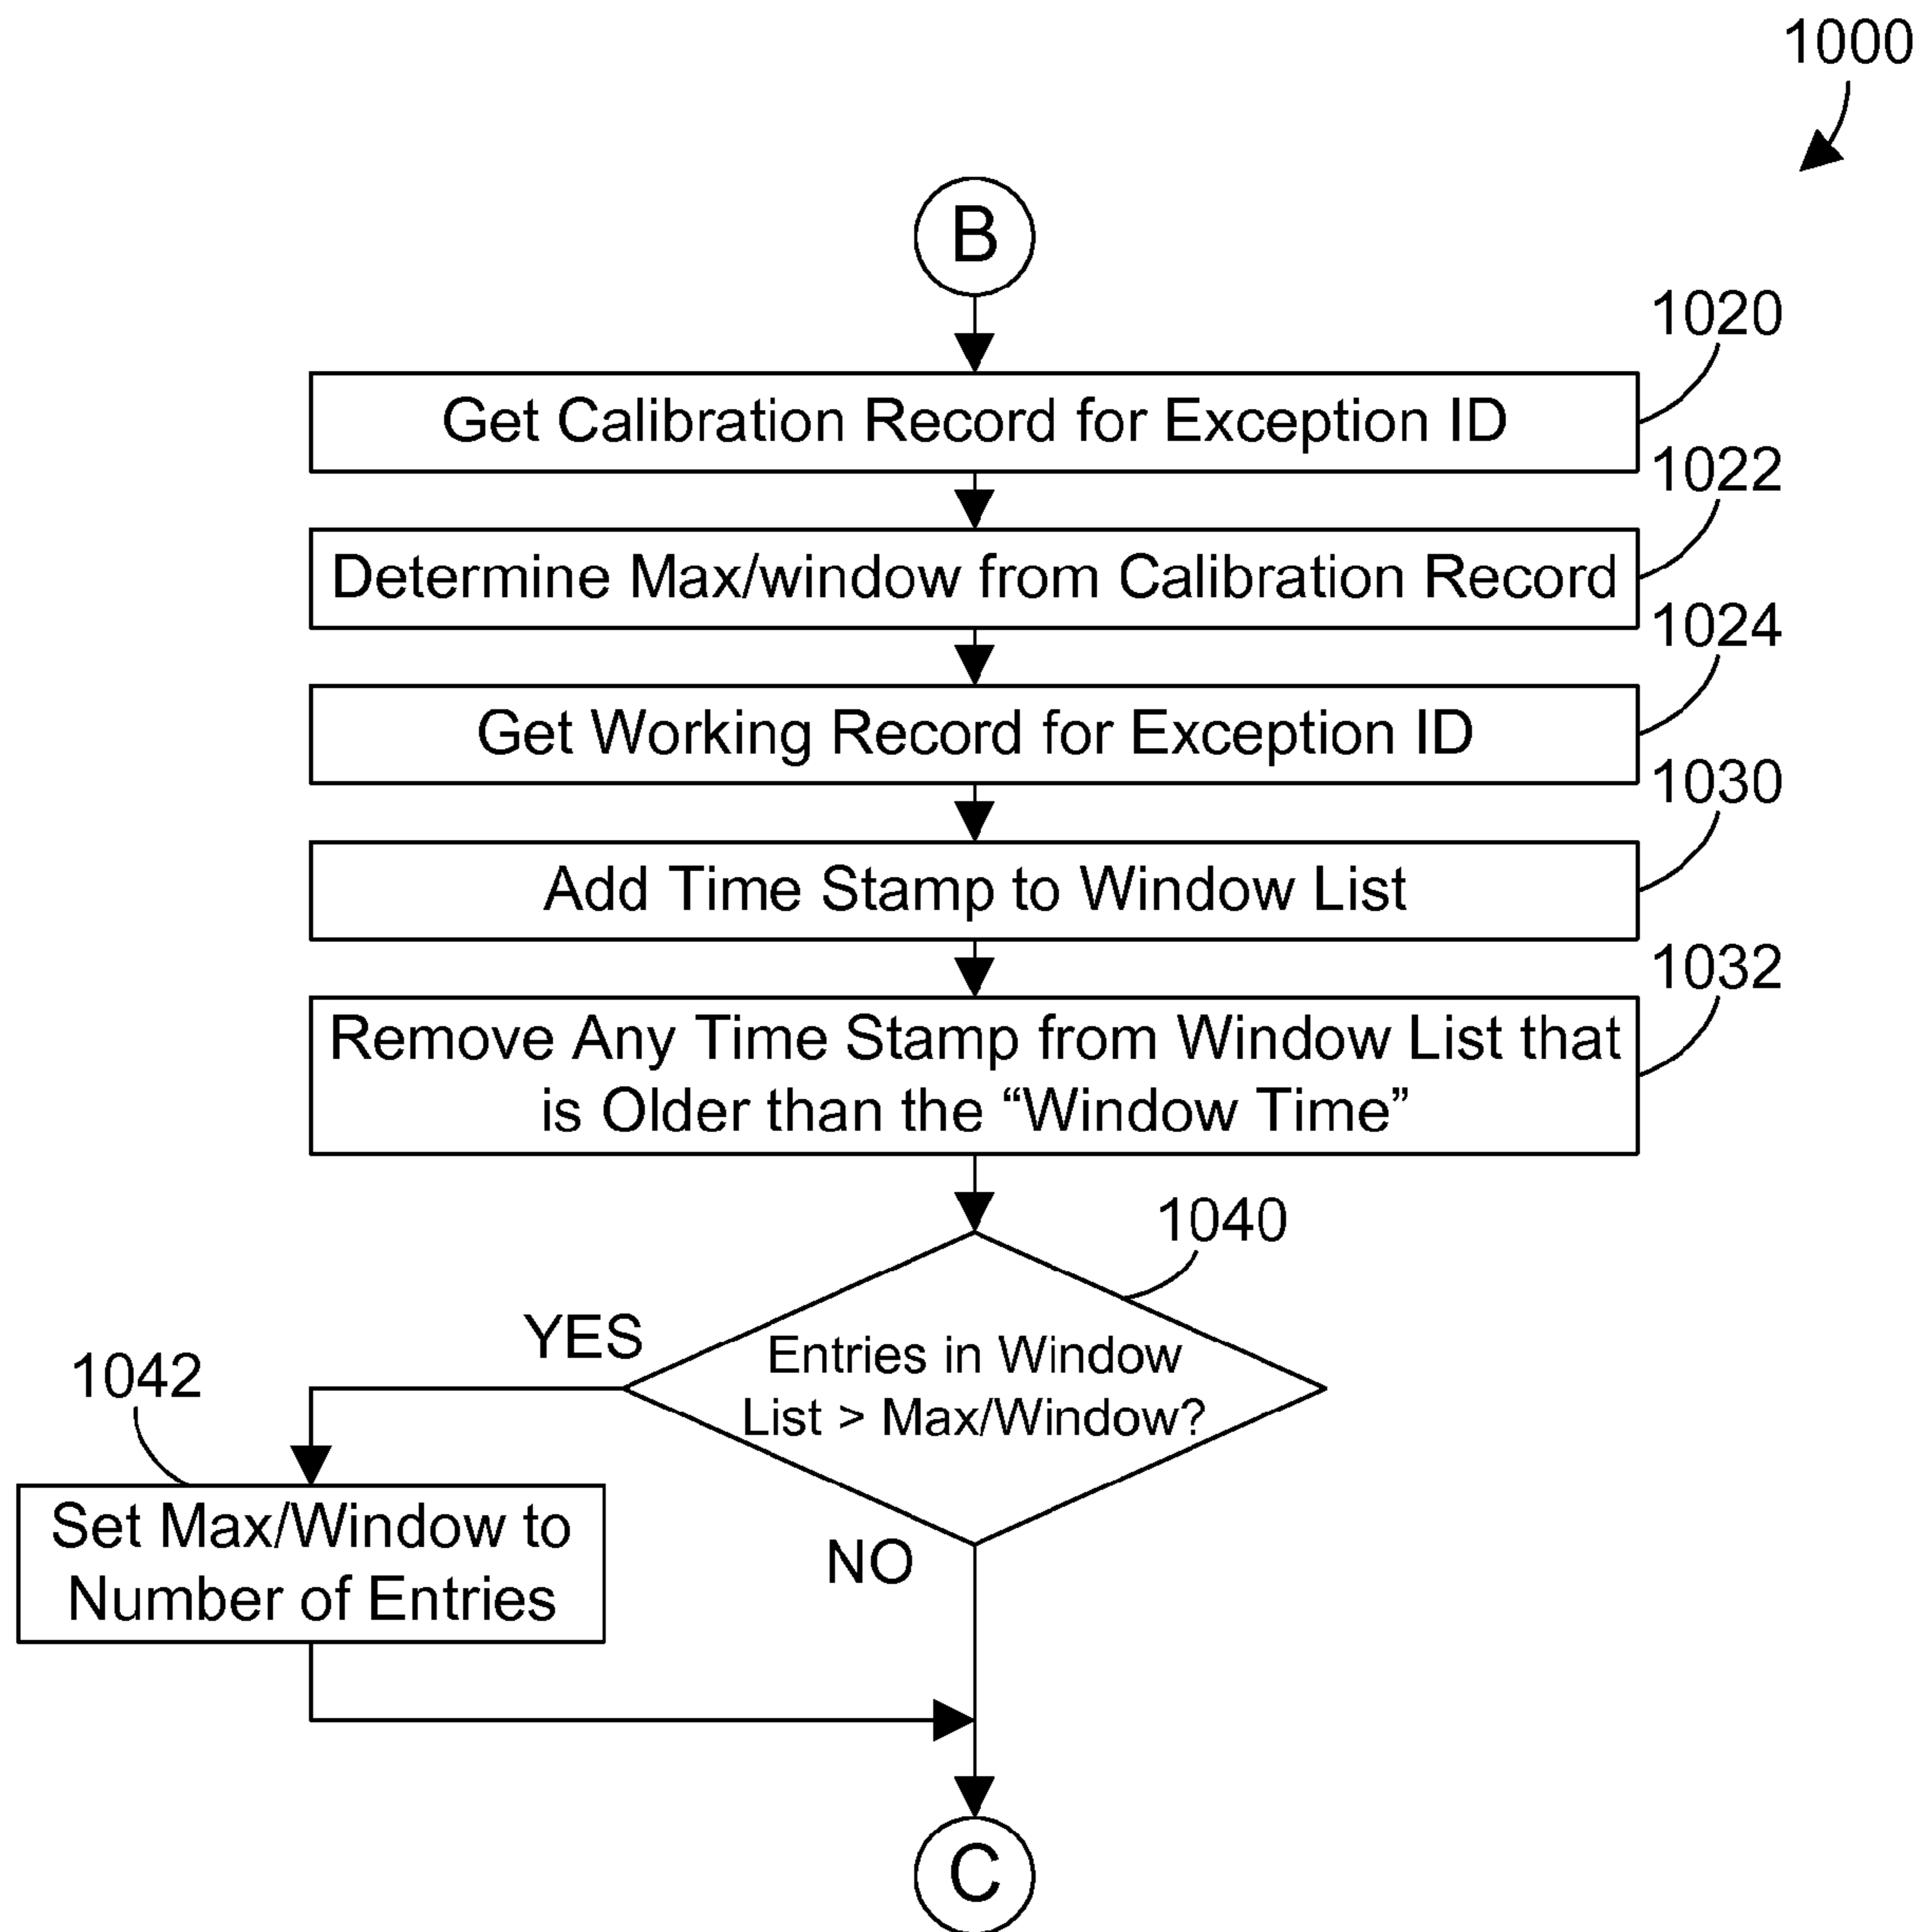 1000
B
1020
Get Calibration Record for Exception ID
1022
Determine Max/window from Calibration Record
1024
Get Working Record for Exception ID
1030
Add Time Stamp to Window List
1032
Remove Any Time Stamp from Window List that
is Older than the “Window Time”
1040
YES
Entries in Window
List > Max/Window?
1042
Set Max/Window to
Number of Entries
NO
C